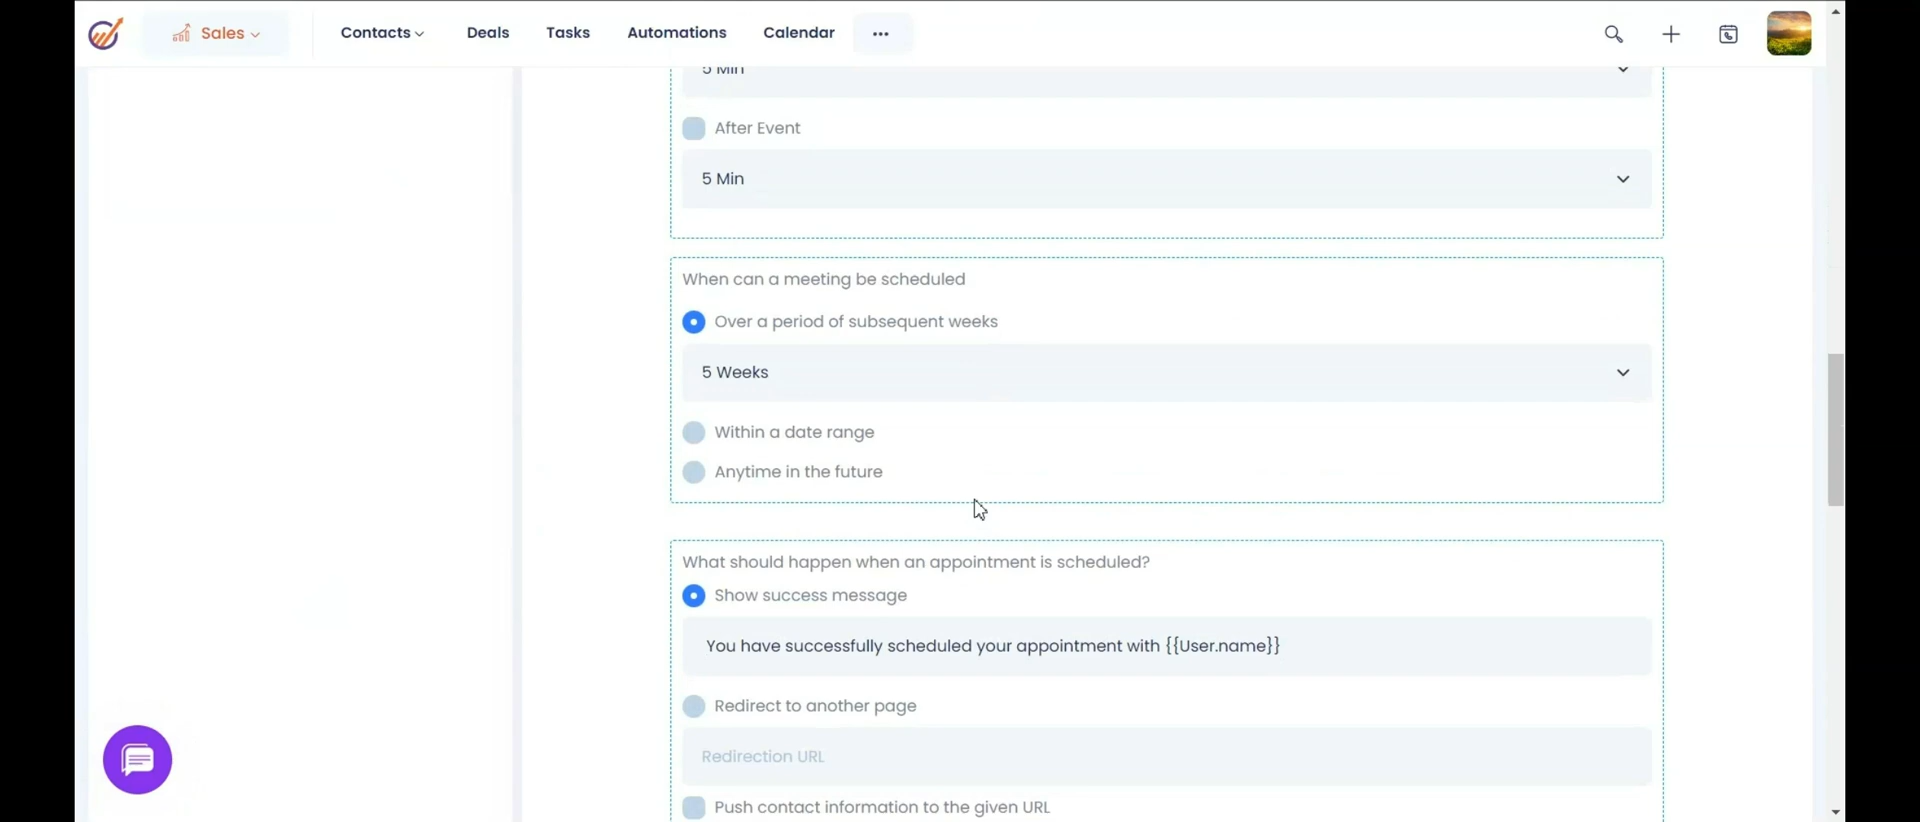 Sales
Contacts
Deals
Tasks
Automations
Calendar
5 Min
After Event
5 Min
When can a meeting be scheduled
Over a period of subsequent weeks
5 Weeks
Within a date range
Anytime in the future
What should happen when an appointment is scheduled?
Show success message
You have successfully scheduled your appointment with {{User.name}}
Redirect to another page
Redirection URL
Push contact information to the given URL